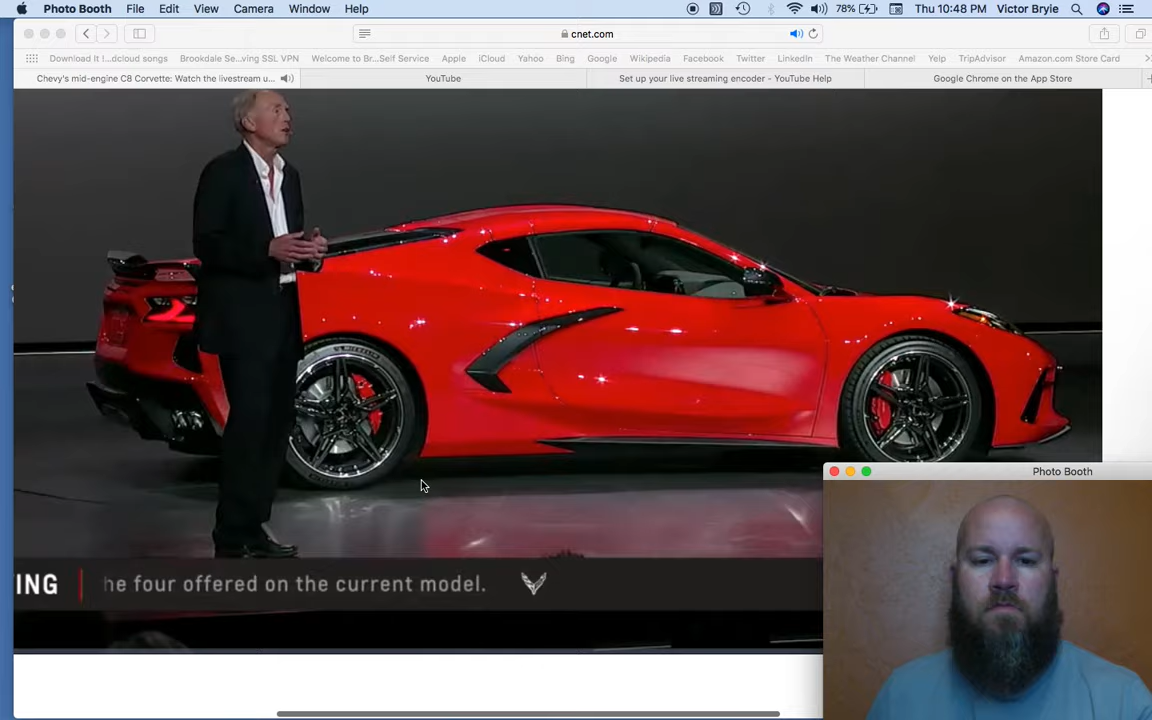 Photo Booth File Edit View Camera Window Help 78% Thu 10:48 PM Victor Bryie
cnet.com
Download It !...dcloud songs Brookdale Se...ving SSL VPN Welcome to Br...Self Service Apple iCloud Yahoo Bing Google Wikipedia Facebook Twitter LinkedIn The Weather Channel Yelp TripAdvisor Amazon.com Store Card
Chevy's mid-engine C8 Corvette: Watch the livestream u... YouTube Set up your live streaming encoder - YouTube Help Google Chrome on the App Store
MICHELIN
Photo Booth
ING he four offered on the current model.